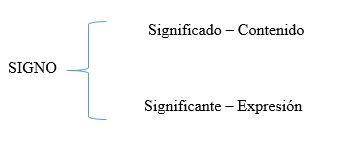 Significado – Contenido
SIGNO
Significante – Expresión